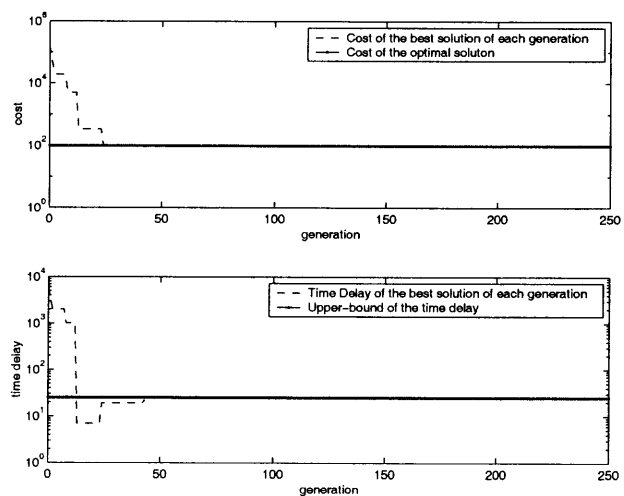 10^6
10^4
10^2
10^0
cost
Cost of the best solution of each generation
Cost of the optimal soluton
0
50
100
150
200
250
generation
10^4
10^3
10^2
10^1
10^0
time delay
Time Delay of the best solution of each generation
Upper-bound of the time delay
0
50
100
150
200
250
generation